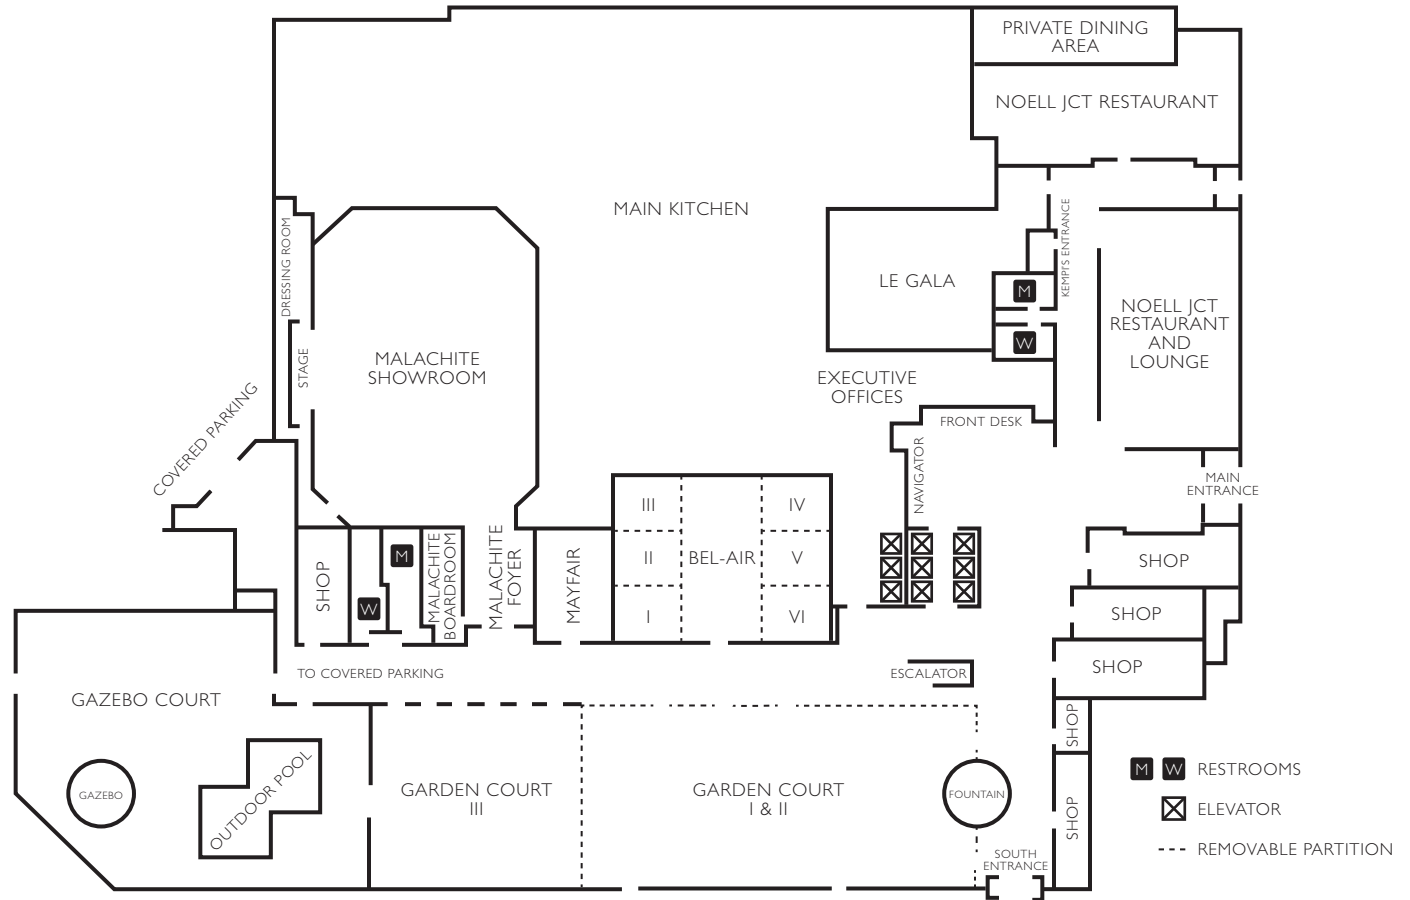 PRIVATE DINING
AREA
NOELL JCT RESTAURANT
MAIN KITCHEN
DRESSING ROOM
KEMPI'S ENTRANCE
LE GALA
M
W
NOELL JCT
RESTAURANT
AND
LOUNGE
STAGE
MALACHITE
SHOWROOM
EXECUTIVE
OFFICES
COVERED PARKING
FRONT DESK
NAVIGATOR
MAIN
ENTRANCE
III
IV
II
BEL-AIR
V
I
VI
SHOP
M
W
MALACHITE
BOARDROOM
MALACHITE
FOYER
MAYFAIR
SHOP
SHOP
SHOP
TO COVERED PARKING
ESCALATOR
GAZEBO COURT
SHOP
GAZEBO
OUTDOOR POOL
GARDEN COURT
III
GARDEN COURT
I & II
FOUNTAIN
SHOP
SOUTH
ENTRANCE
M W RESTROOMS
ELEVATOR
REMOVABLE PARTITION